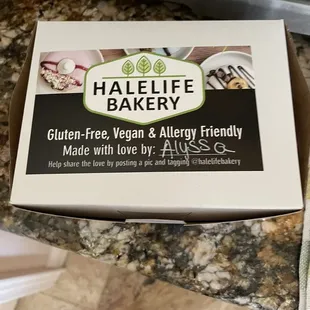 HALELIFE
BAKERY
Gluten-Free, Vegan & Allergy Friendly
Made with love by: Alyssa
Help share the love by posting a pic and tagging @halelifebakery